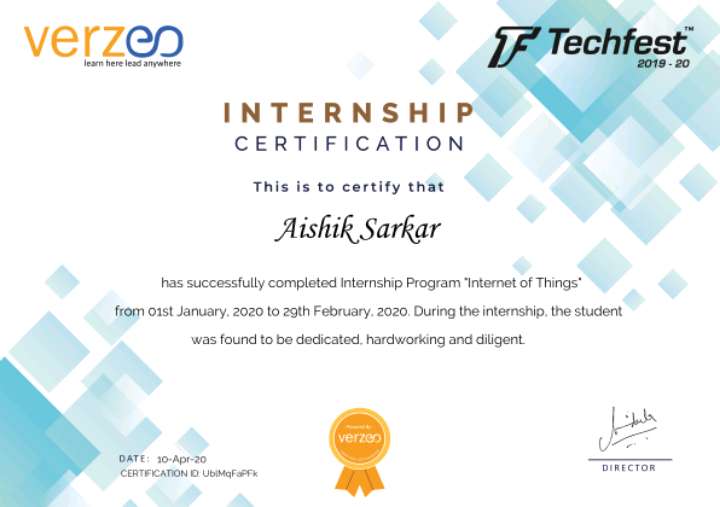 verzeo
learn here lead anywhere
Techfest™
2019 - 20
INTERNSHIP
CERTIFICATION
This is to certify that
Aishik Sarkar
has successfully completed Internship Program "Internet of Things"
from 01st January, 2020 to 29th February, 2020. During the internship, the student
was found to be dedicated, hardworking and diligent.
Powered by
verzeo
DATE: 10-Apr-20
CERTIFICATION ID: UblMqFaPFk
DIRECTOR